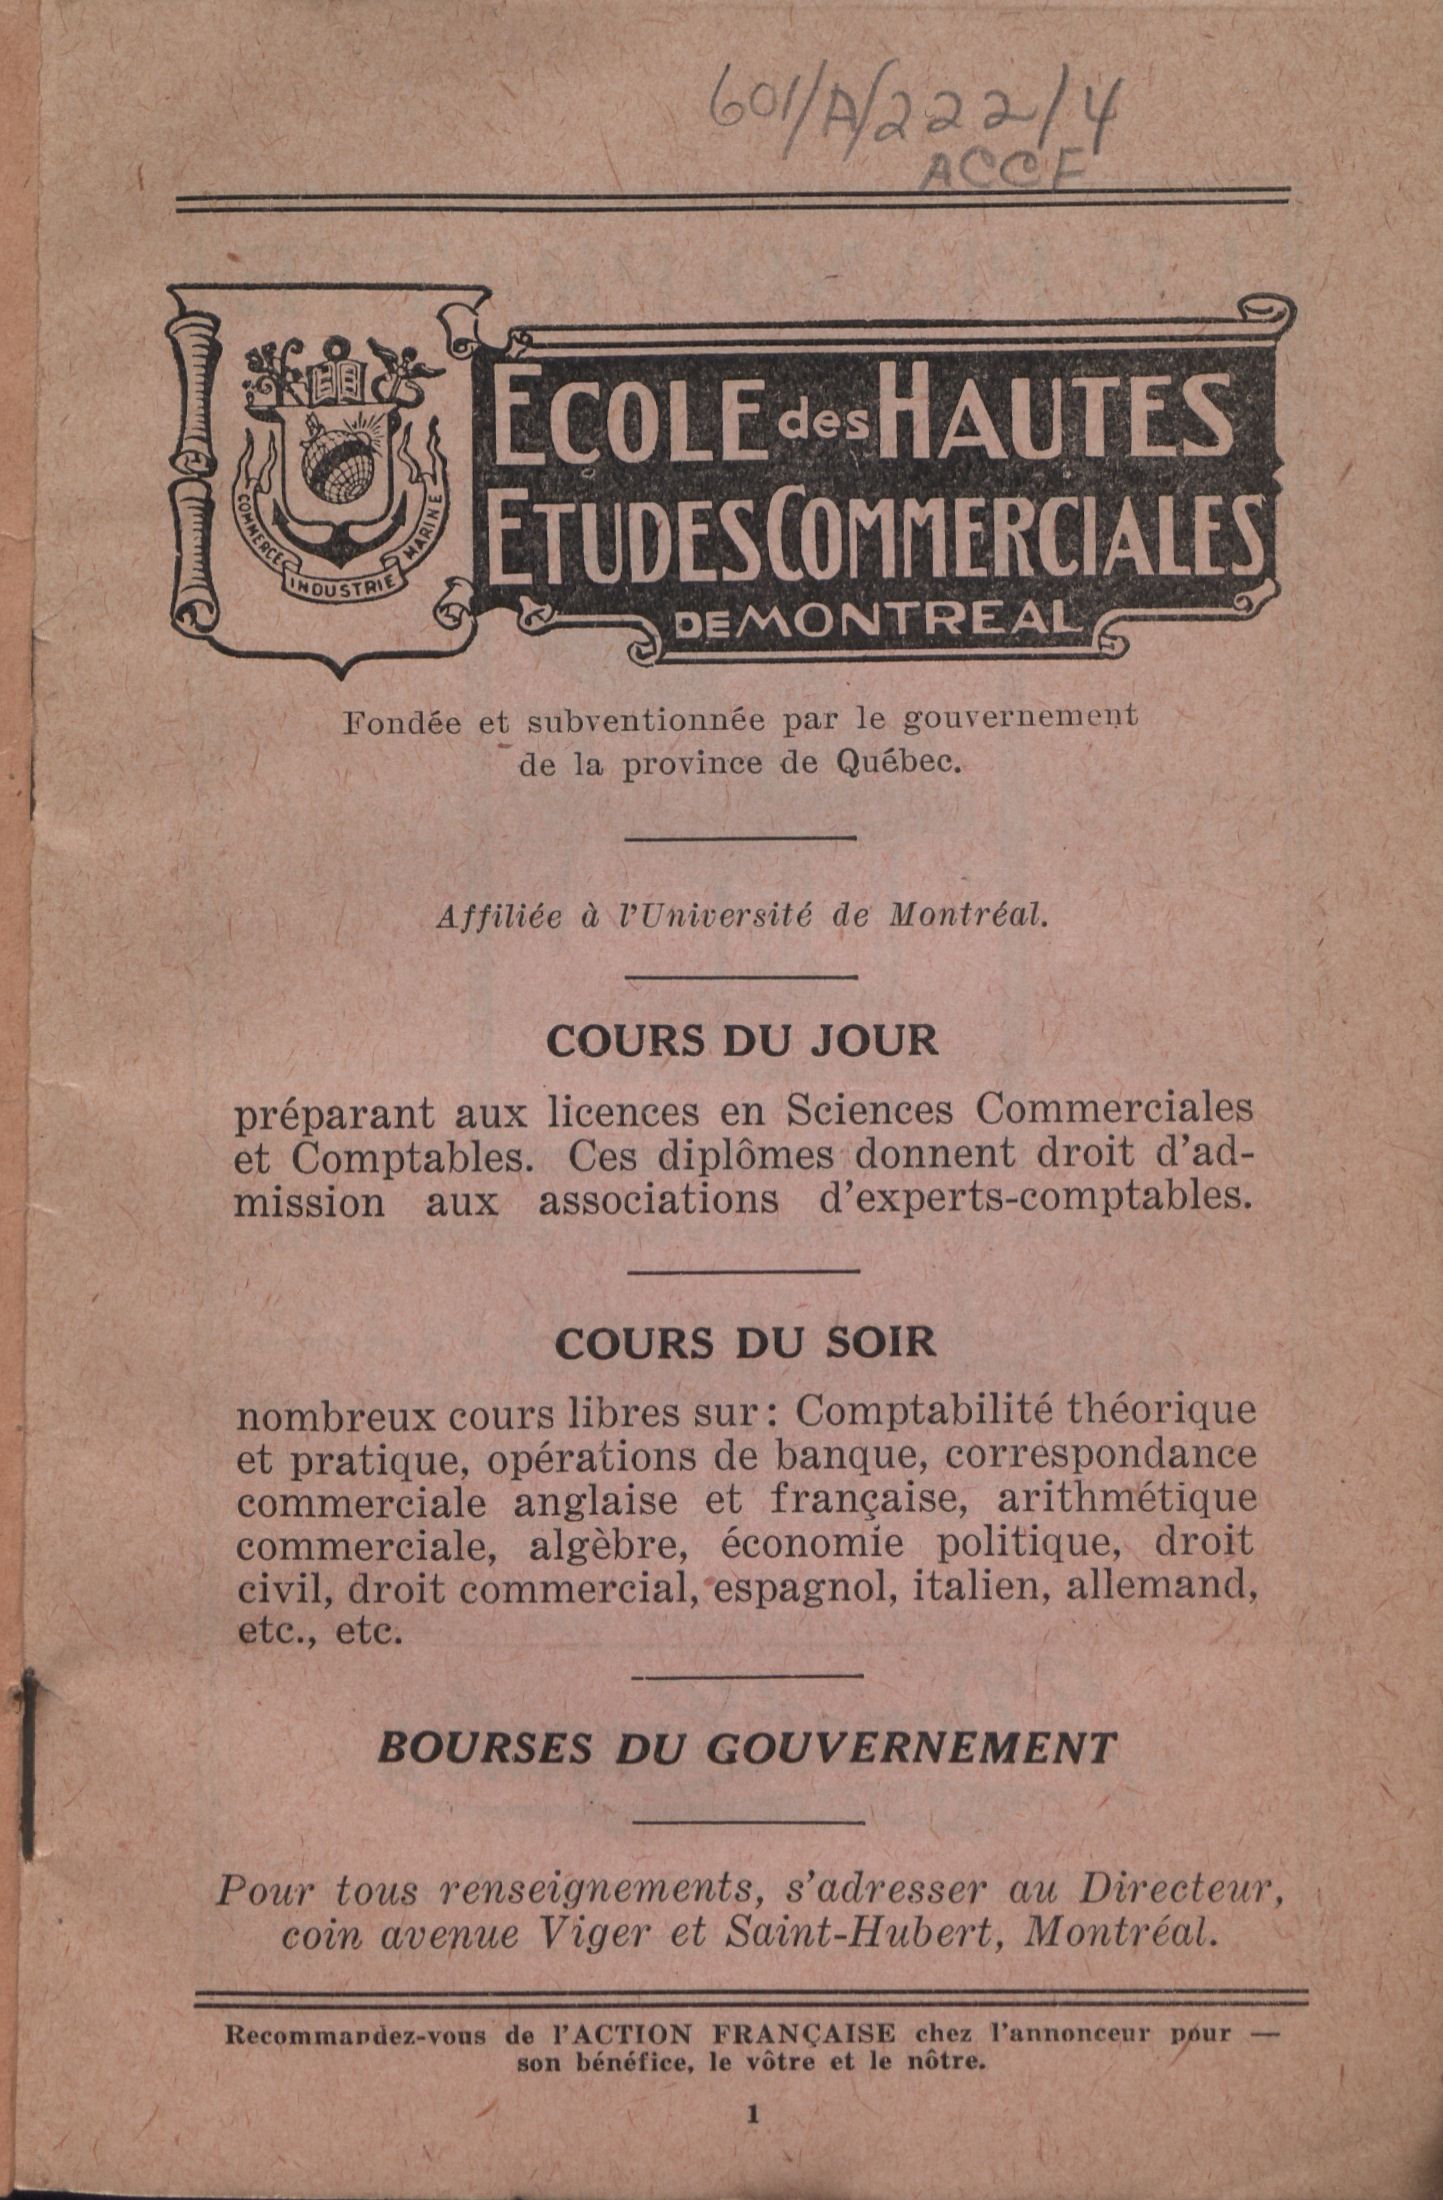 601/A/222/4
ACCF
COMMERCE
INDUSTRIE
MARINE
ÉCOLE des HAUTES
ETUDES COMMERCIALES
DE MONTREAL
Fondée et subventionnée par le gouvernement
de la province de Québec.
Affiliée à l'Université de Montréal.
COURS DU JOUR
préparant aux licences en Sciences Commerciales
et Comptables. Ces diplômes donnent droit d'ad-
mission aux associations d'experts-comptables.
COURS DU SOIR
nombreux cours libres sur: Comptabilité théorique
et pratique, opérations de banque, correspondance
commerciale anglaise et française, arithmétique
commerciale, algèbre, économie politique, droit
civil, droit commercial, espagnol, italien, allemand,
etc., etc.
BOURSES DU GOUVERNEMENT
Pour tous renseignements, s'adresser au Directeur,
coin avenue Viger et Saint-Hubert, Montréal.
Recommandez-vous de l'ACTION FRANÇAISE chez l'annonceur pour —
son bénéfice, le vôtre et le nôtre.
1